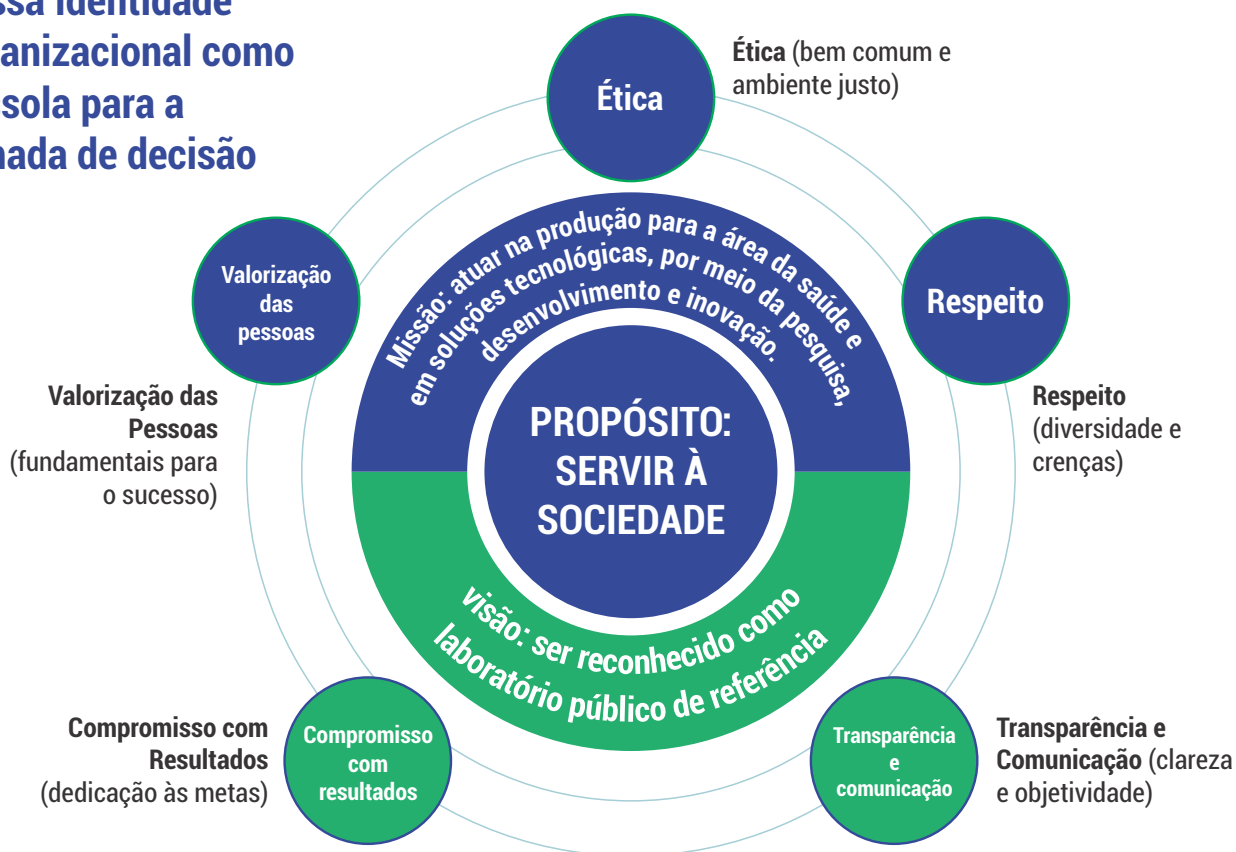 ssa identidade
anizacional como
sola para a
nada de decisão
Ética
Ética (bem comum e
ambiente justo)
Valorização
das
pessoas
Valorização das
Pessoas
(fundamentais para
o sucesso)
Respeito
Respeito
(diversidade e
crenças)
Missão: atuar na produção para a área da saúde e
em soluções tecnológicas, por meio da pesquisa,
desenvolvimento e inovação.
PROPÓSITO:
SERVIR À
SOCIEDADE
visão: ser reconhecido como
laboratório público de referência
Compromisso com
Resultados
(dedicação às metas)
Compromisso
com
resultados
Transparência
e
comunicação
Transparência e
Comunicação (clareza
e objetividade)